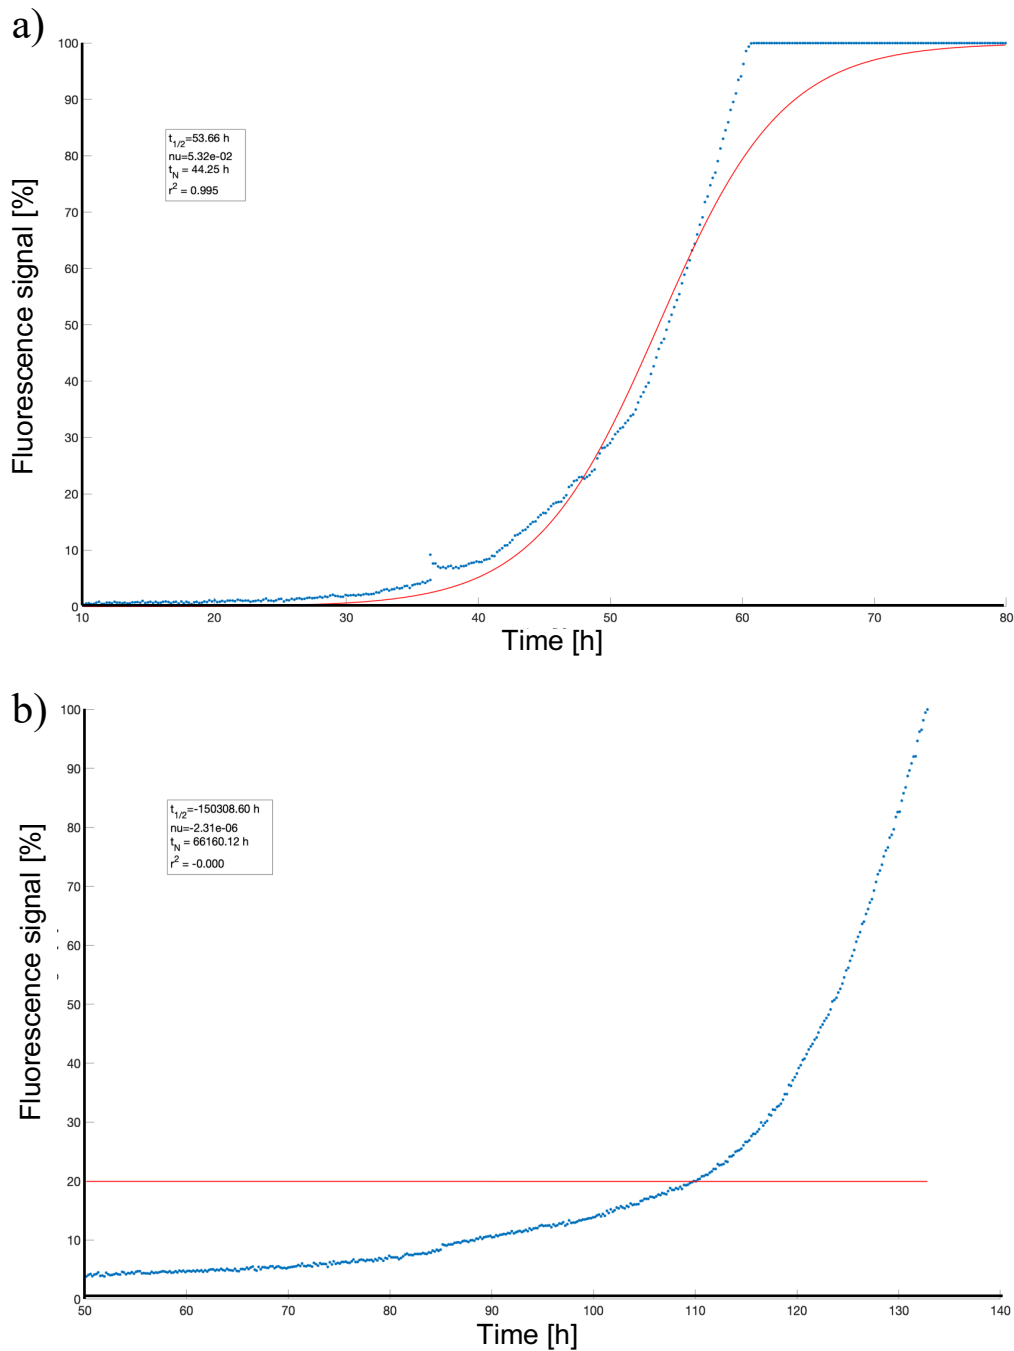 a)
100
90
80
70
60
50
40
30
20
10
0
Fluorescence signal [%]
t1/2=53.66 h
nu=5.32e-02
tN = 44.25 h
r2 = 0.995
10 20 30 40 50 60 70 80
Time [h]
b)
100
90
80
70
60
50
40
30
20
10
0
Fluorescence signal [%]
t1/2=-150308.60 h
nu=-2.31e-06
tN = 66160.12 h
r2 = -0.000
50 60 70 80 90 100 110 120 130 140
Time [h]